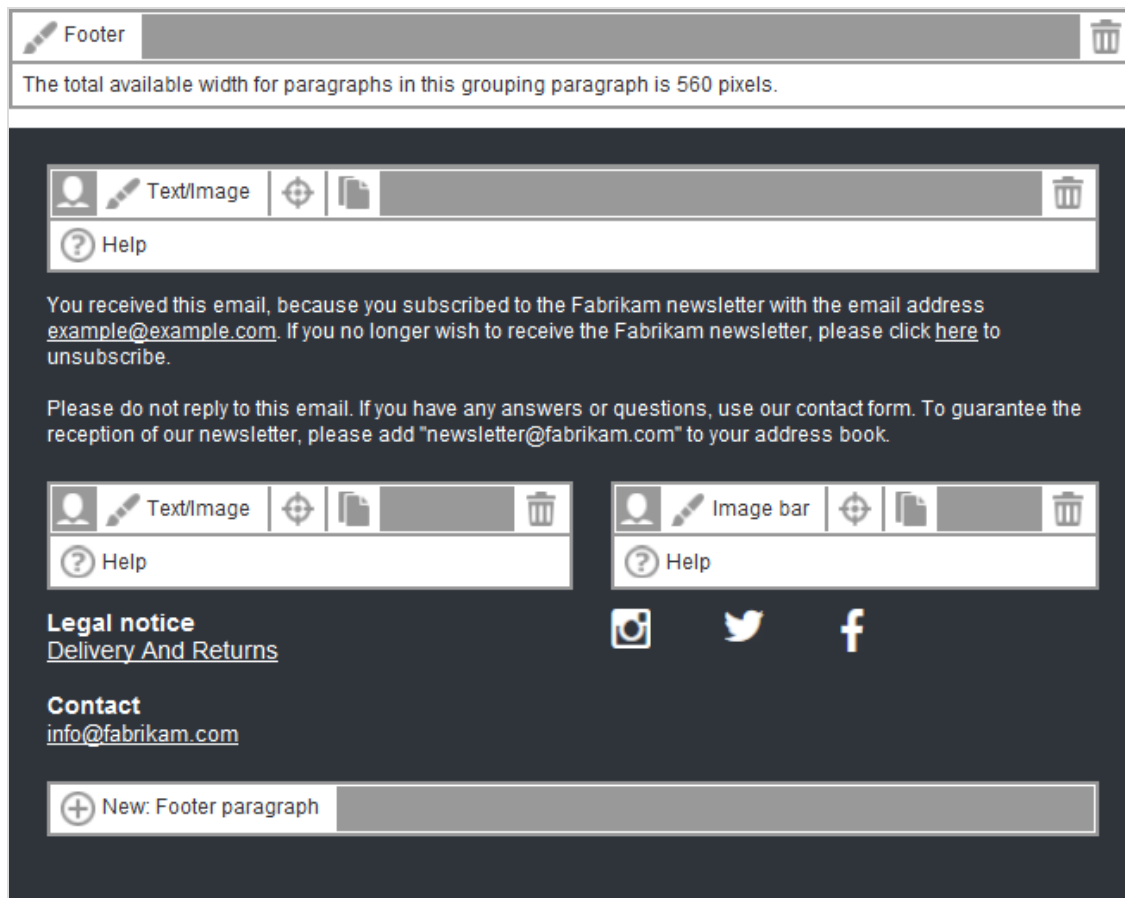 Footer
The total available width for paragraphs in this grouping paragraph is 560 pixels.
Text/Image
Help
You received this email, because you subscribed to the Fabrikam newsletter with the email address
example@example.com. If you no longer wish to receive the Fabrikam newsletter, please click here to
unsubscribe.
Please do not reply to this email. If you have any answers or questions, use our contact form. To guarantee the
reception of our newsletter, please add "newsletter@fabrikam.com" to your address book.
Text/Image
Help
Legal notice
Delivery And Returns
Contact
info@fabrikam.com
Image bar
Help
New: Footer paragraph